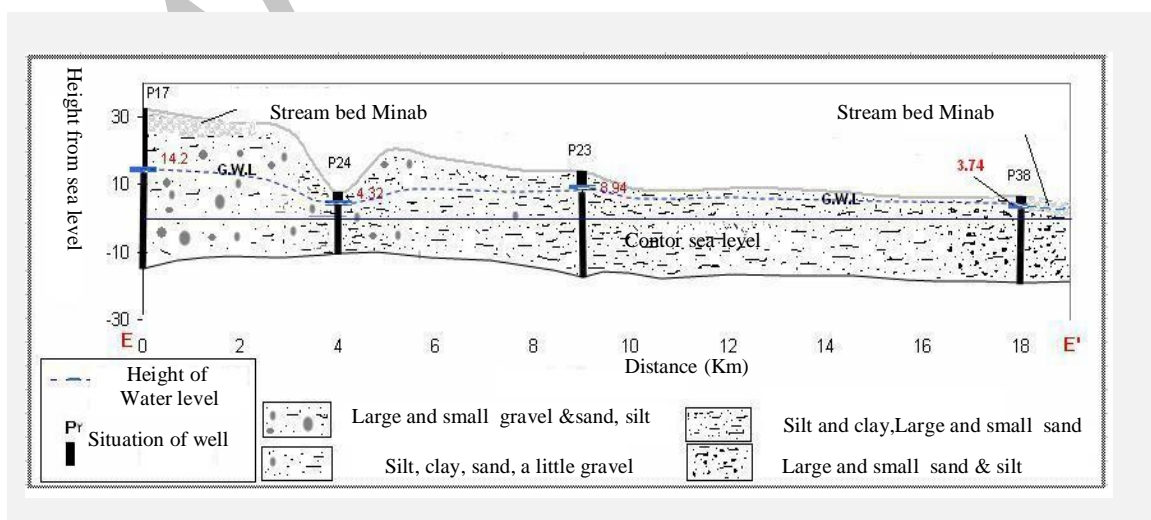 Height from sea level
P17
Stream bed Minab
Stream bed Minab
30
10
-10
-30
14.2
G.W.L
P24
4.32
P23
8.94
G.W.L
3.74
P38
Contor sea level
E
0
2
4
6
8
10
12
14
16
18
E'
Distance (Km)
Height of
Water level
Situation of well
Large and small gravel &sand, silt
Silt, clay, sand, a little gravel
Silt and clay,Large and small sand
Large and small sand & silt